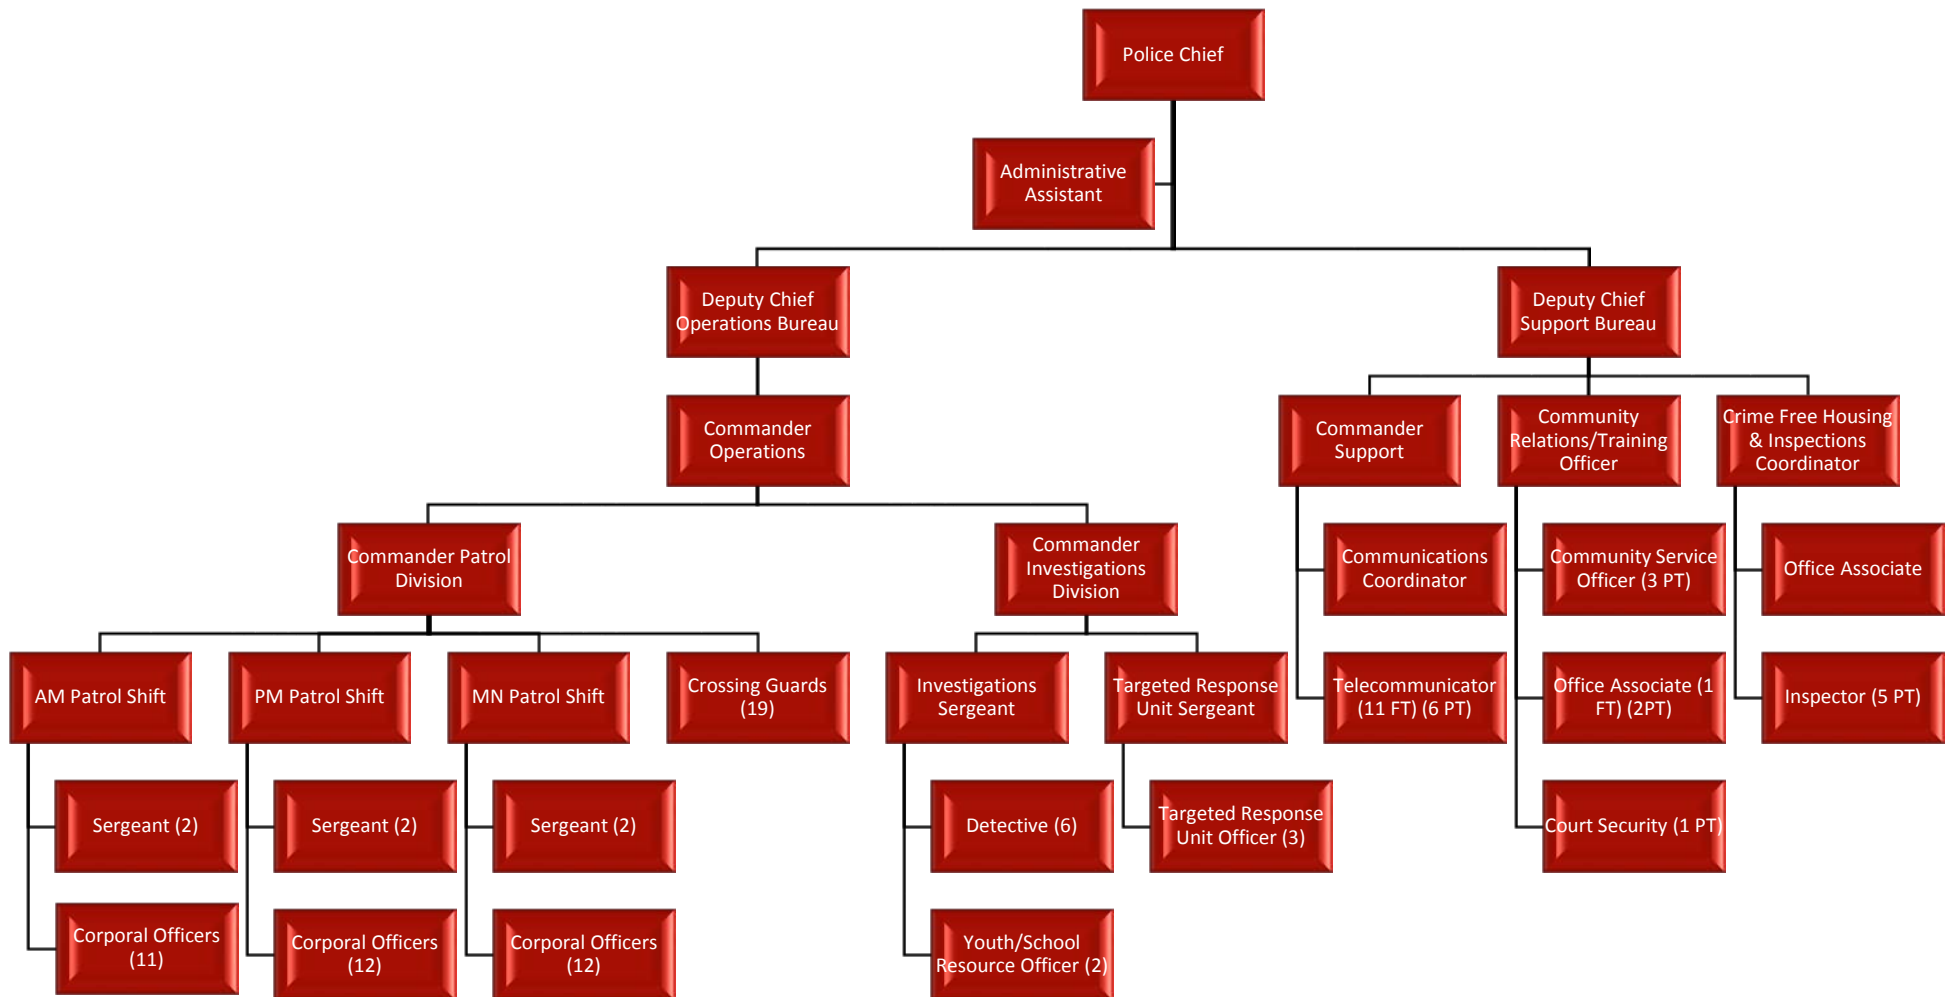 Police Chief
Administrative
Assistant
Deputy Chief
Operations Bureau
Deputy Chief
Support Bureau
Commander
Operations
Commander
Support
Community
Relations/Training
Officer
Crime Free Housing
& Inspections
Coordinator
Commander Patrol
Division
Commander
Investigations
Division
Communications
Coordinator
Community Service
Officer (3 PT)
Office Associate
AM Patrol Shift
PM Patrol Shift
MN Patrol Shift
Crossing Guards
(19)
Investigations
Sergeant
Targeted Response
Unit Sergeant
Telecommunicator
(11 FT) (6 PT)
Office Associate (1
FT) (2PT)
Inspector (5 PT)
Sergeant (2)
Sergeant (2)
Sergeant (2)
Detective (6)
Targeted Response
Unit Officer (3)
Court Security (1 PT)
Corporal Officers
(11)
Corporal Officers
(12)
Corporal Officers
(12)
Youth/School
Resource Officer (2)